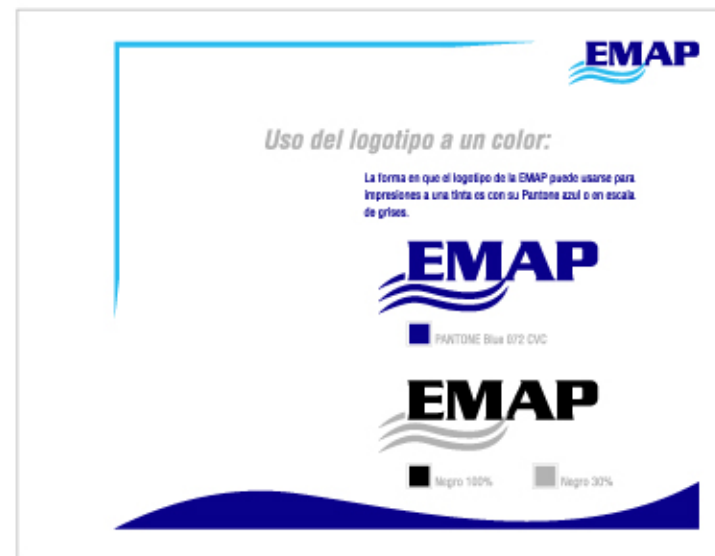 EMAP
Uso del logotipo a un color:
La forma en que el logotipo de la EMAP puede usarse para
impresiones a una tinta es con su Pantone azul o en escala
de grises.
EMAP
PANTONE Blue 072 CVC
EMAP
Negro 100%
Negro 30%